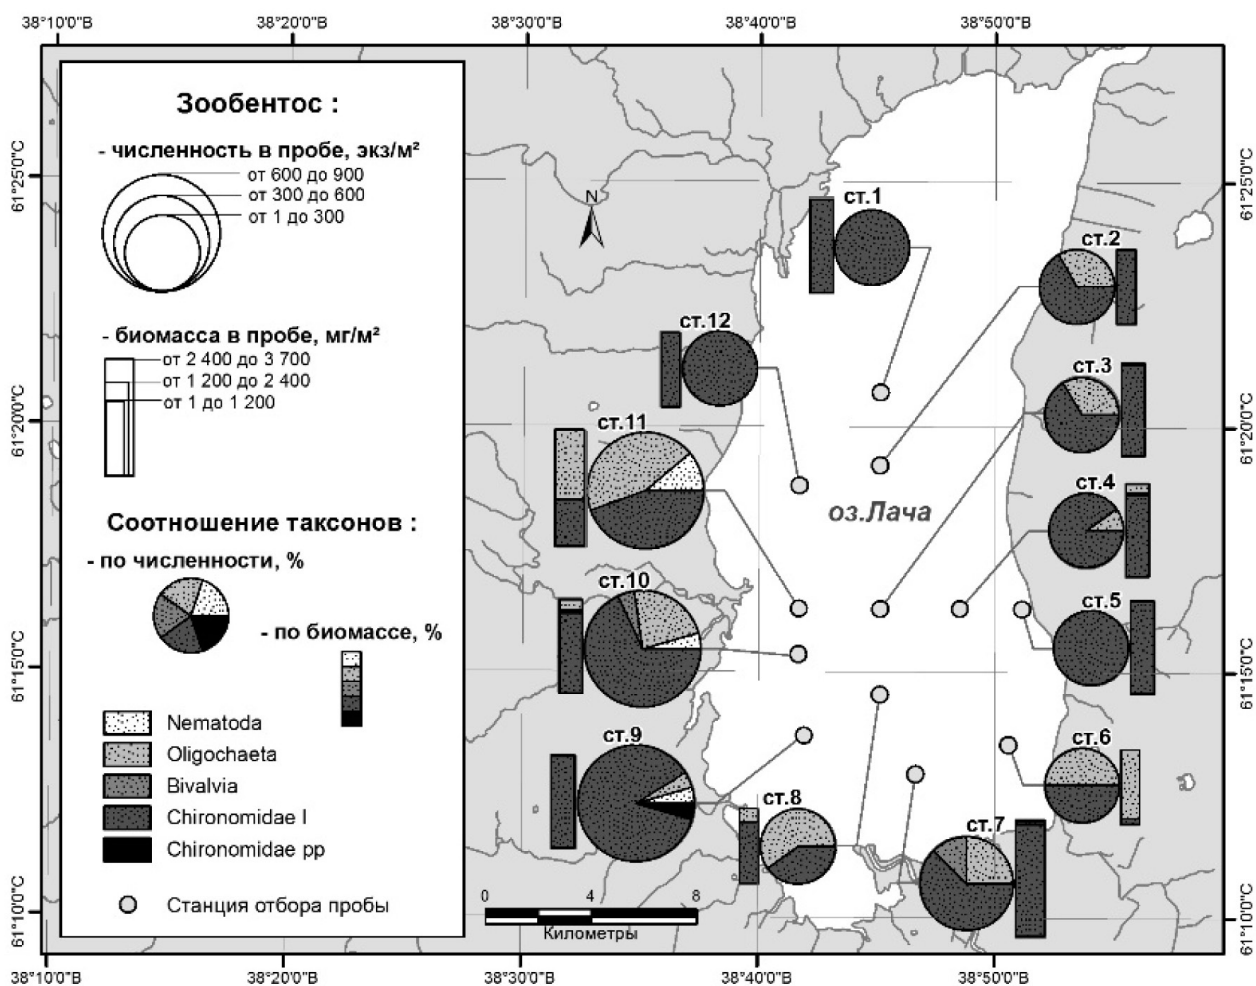 38°10'0"В 38°20'0"В 38°30'0"В 38°40'0"В 38°50'0"В
Зообентос :
- численность в пробе, экз/м²
от 600 до 900
от 300 до 600
от 1 до 300
- биомасса в пробе, мг/м²
от 2 400 до 3 700
от 1 200 до 2 400
от 1 до 1 200
Соотношение таксонов :
- по численности, %
- по биомассе, %
Nematoda
Oligochaeta
Bivalvia
Chironomidae l
Chironomidae pp
Станция отбора пробы
61°25'0"С
61°20'0"С
61°15'0"С
61°10'0"С
N
ст.1
ст.2
ст.12
ст.3
ст.11
ст.4
оз.Лача
ст.10
ст.5
ст.9
ст.6
ст.8
ст.7
0 4 8
Километры
61°25'0"С
61°20'0"С
61°15'0"С
61°10'0"С
38°10'0"В 38°20'0"В 38°30'0"В 38°40'0"В 38°50'0"В